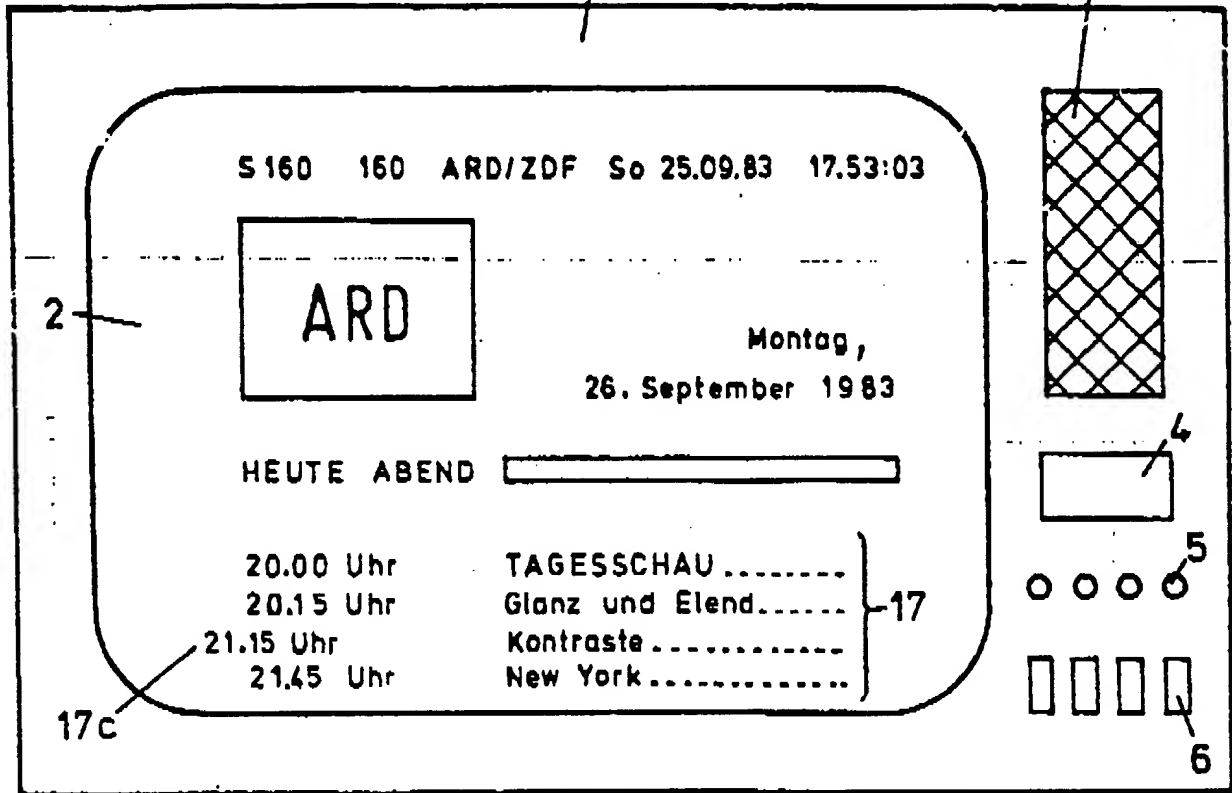 S160 160 ARD/ZDF So 25.09.83 17.53:03
ARD
2
Montag,
26. September 1983
4
HEUTE ABEND
5
20.00 Uhr TAGESSCHAU........
20.15 Uhr Glanz und Elend......
17
21.15 Uhr Kontraste.............
21.45 Uhr New York..............
17c
6